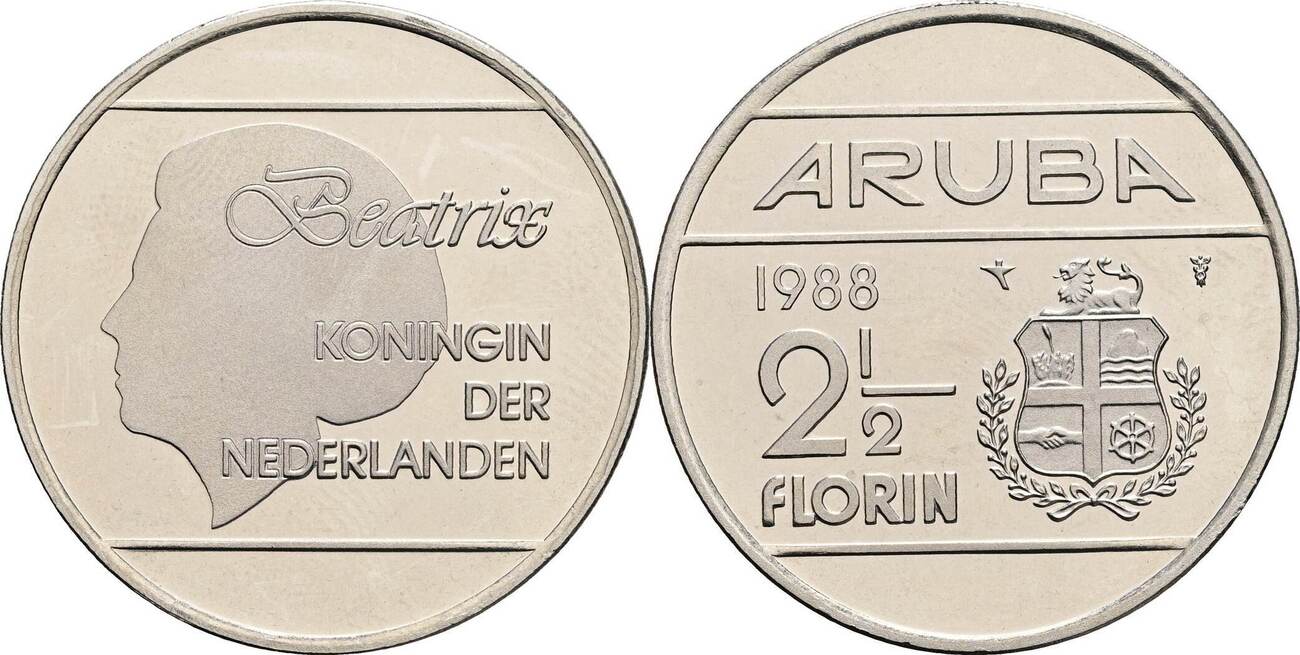 Beatrix
KONINGIN
DER
NEDERLANDEN
ARUBA
1988
2 1/2
FLORIN